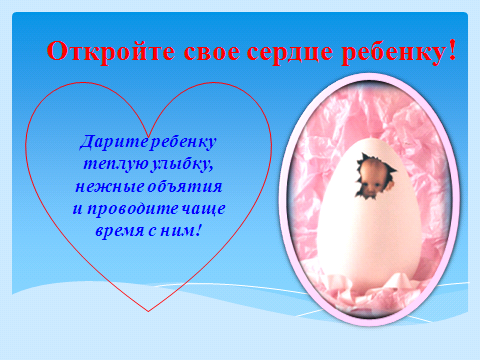 Откройте свое сердце ребенку!
Дарите ребенку
теплую улыбку,
нежные объятия
и проводите чаще
время с ним!